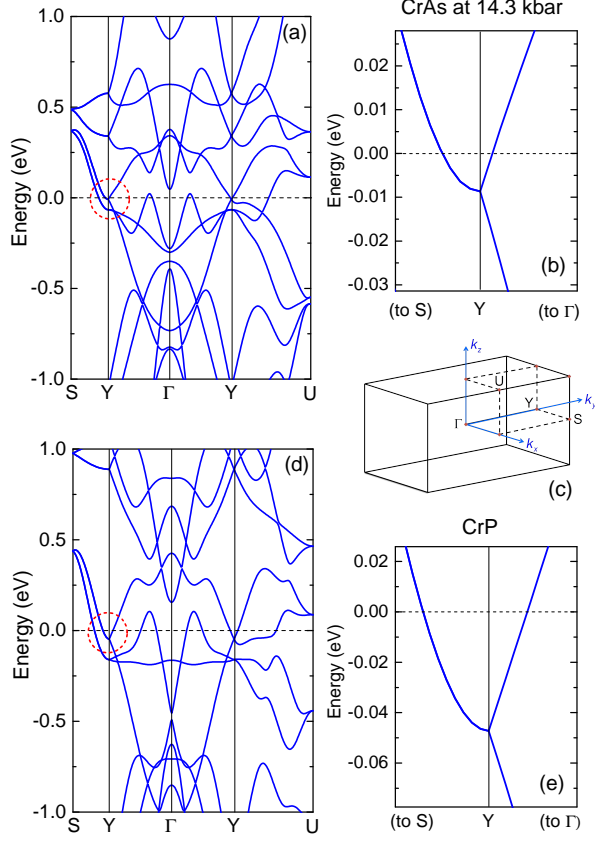 CrAs at 14.3 kbar
(a)
Energy (eV)
1.0
0.5
0.0
-0.5
-1.0
S Y Γ Y U
(b)
Energy (eV)
0.02
0.01
0.00
-0.01
-0.02
-0.03
(to S) Y (to Γ)
k_z
U
Y
k_y
Γ
S
k_x
(c)
(d)
Energy (eV)
1.0
0.5
0.0
-0.5
-1.0
S Y Γ Y U
CrP
(e)
Energy (eV)
0.02
0.00
-0.02
-0.04
-0.06
(to S) Y (to Γ)